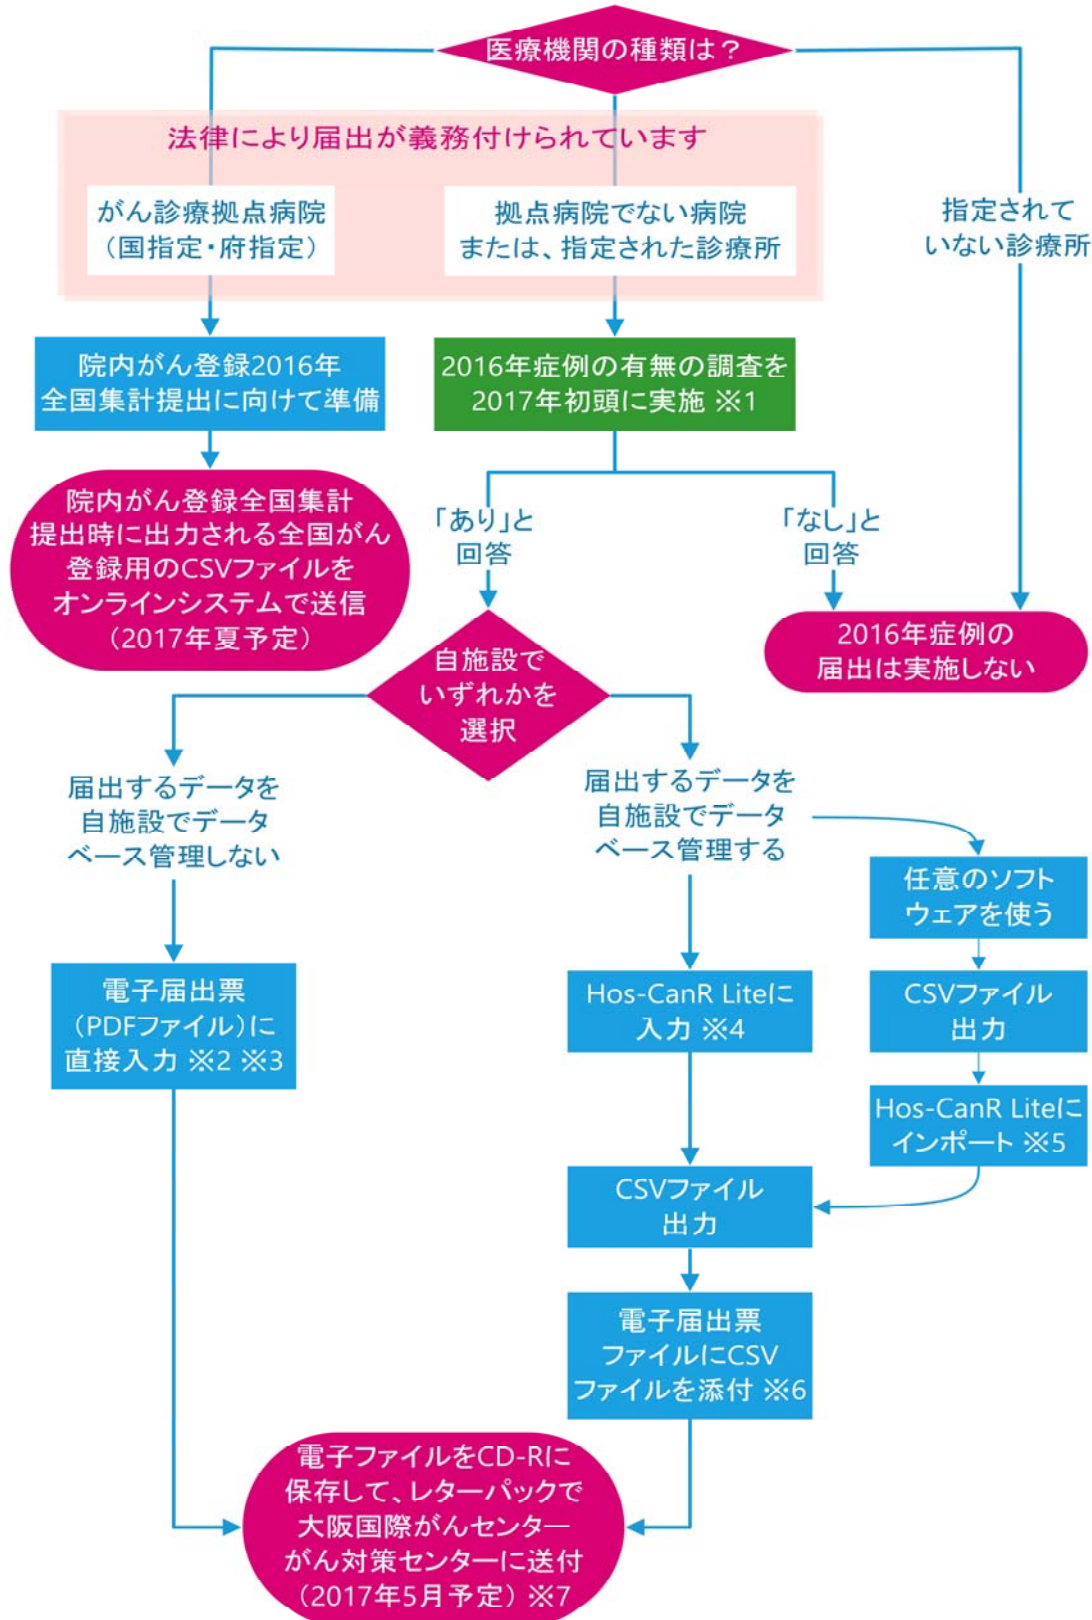 医療機関の種類は？
法律により届出が義務付けられています
がん診療拠点病院
（国指定・府指定）
拠点病院でない病院
または、指定された診療所
指定されて
いない診療所
院内がん登録2016年
全国集計提出に向けて準備
2016年症例の有無の調査を
2017年初頭に実施 ※1
院内がん登録全国集計
提出時に出力される全国がん
登録用のCSVファイルを
オンラインシステムで送信
（2017年夏予定）
「あり」と
回答
「なし」と
回答
2016年症例の
届出は実施しない
自施設で
いずれかを
選択
届出するデータを
自施設でデータ
ベース管理しない
届出するデータを
自施設でデータ
ベース管理する
任意のソフト
ウェアを使う
電子届出票
（PDFファイル）に
直接入力 ※2 ※3
Hos-CanR Liteに
入力 ※4
CSVファイル
出力
Hos-CanR Liteに
インポート ※5
CSVファイル
出力
電子届出票
ファイルにCSV
ファイルを添付 ※6
電子ファイルをCD-Rに
保存して、レターパックで
大阪国際がんセンター
がん対策センターに送付
（2017年5月予定） ※7